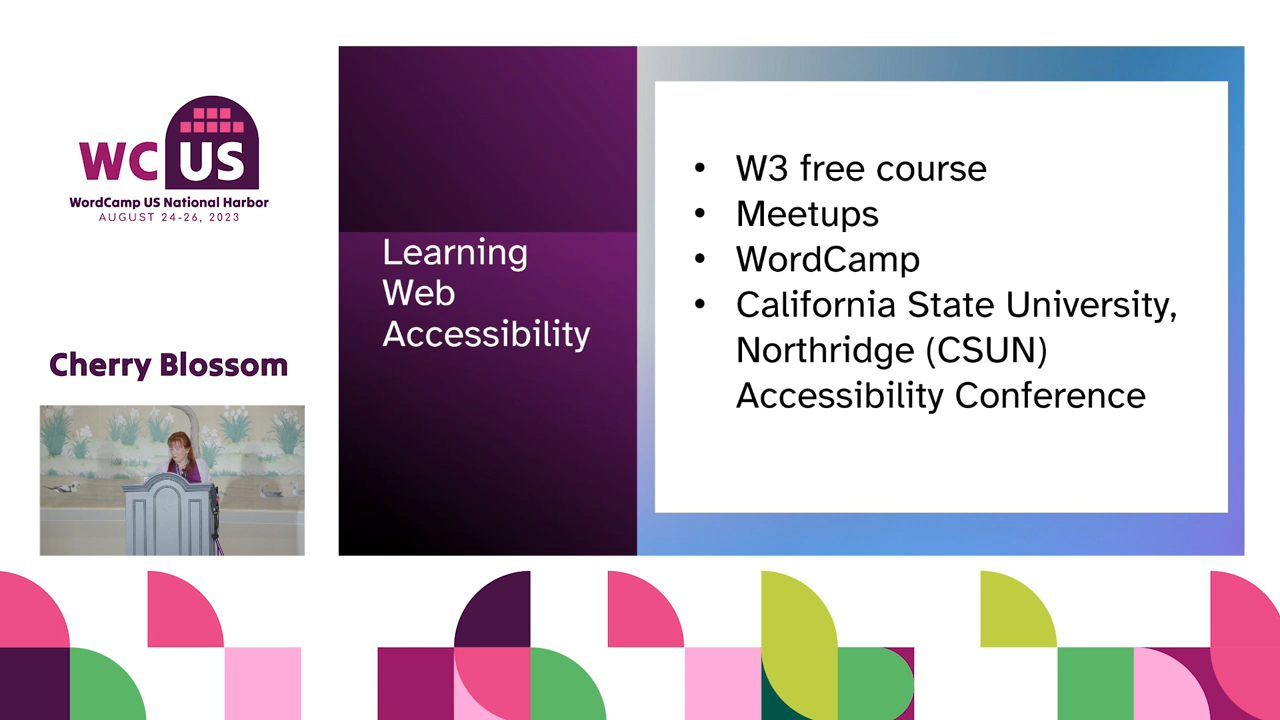 WC US
WordCamp US National Harbor
AUGUST 24-26, 2023
Cherry Blossom
Learning
Web
Accessibility
• W3 free course
• Meetups
• WordCamp
• California State University,
Northridge (CSUN)
Accessibility Conference